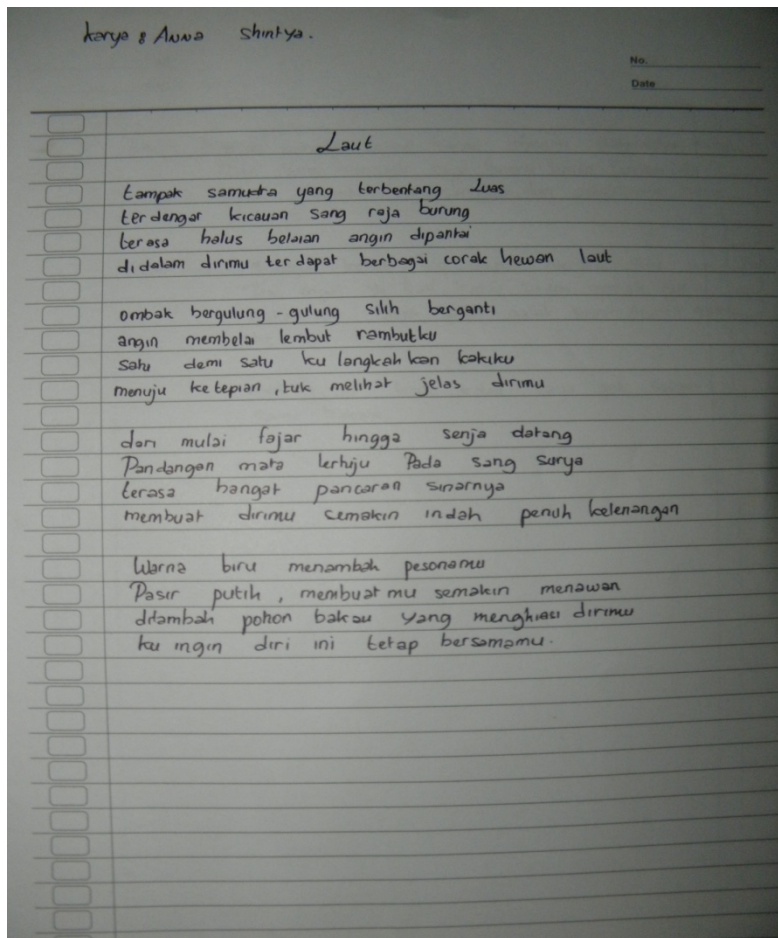 karya : Anna Shintya.
No.
Date
Laut
tampak samudra yang terbentang Luas
terdengar kicauan sang raja burung
terasa halus belaian angin dipantai
didalam dirimu terdapat berbagai corak hewan laut
ombak bergulung - gulung silih berganti
angin membelai lembut rambutku
satu demi satu ku langkahkan kakiku
menuju ketepian, tuk melihat jelas dirimu
dari mulai fajar hingga senja datang
Pandangan mata tertuju Pada sang surya
terasa hangat pancaran sinarnya
membuat dirimu semakin indah penuh ketenangan
Warna biru menambah pesonamu
Pasir putih, membuat mu semakin menawan
ditambah pohon bakau yang menghiasi dirimu
ku ingin diri ini tetap bersamamu.